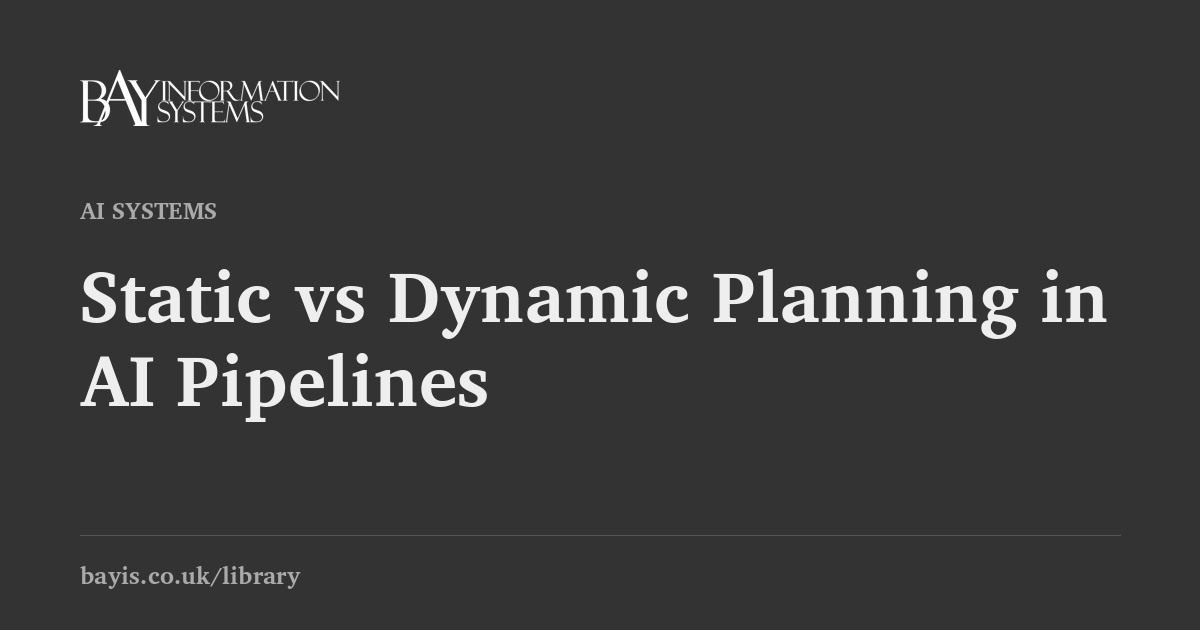 BAY INFORMATION
SYSTEMS
AI SYSTEMS
Static vs Dynamic Planning in
AI Pipelines
bayis.co.uk/library